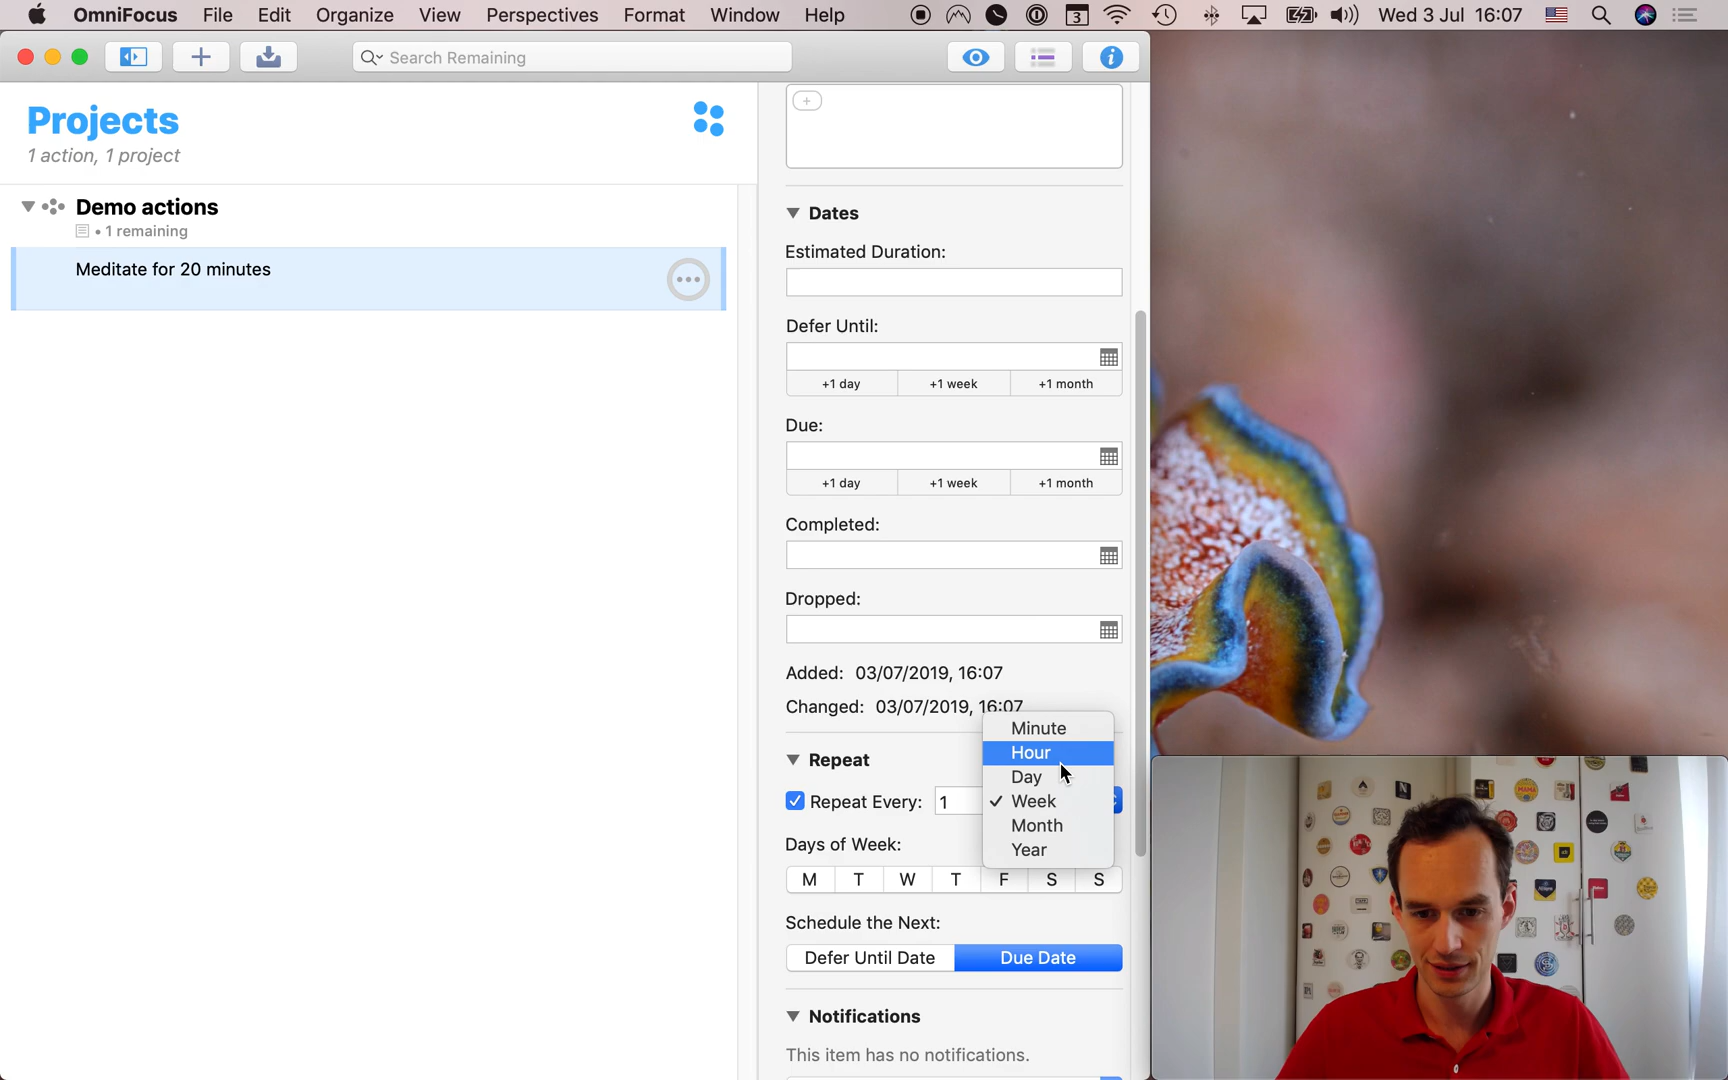 OmniFocus File Edit Organize View Perspectives Format Window Help 3 Wed 3 Jul 16:07
Search Remaining
Projects
1 action, 1 project
Demo actions
• 1 remaining
Meditate for 20 minutes
Dates
Estimated Duration:
Defer Until:
+1 day +1 week +1 month
Due:
+1 day +1 week +1 month
Completed:
Dropped:
Added: 03/07/2019, 16:07
Changed: 03/07/2019, 16:07
Minute
Hour
Day
Week
Month
Year
Repeat
Repeat Every: 1
Days of Week:
M T W T F S S
Schedule the Next:
Defer Until Date Due Date
Notifications
This item has no notifications.